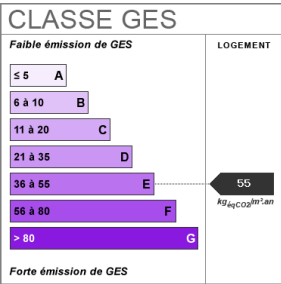 CLASSE GES
Faible émission de GES
LOGEMENT
≤ 5 A
6 à 10 B
11 à 20 C
21 à 35 D
36 à 55 E
55
kgéqCO2/m².an
56 à 80 F
> 80 G
Forte émission de GES